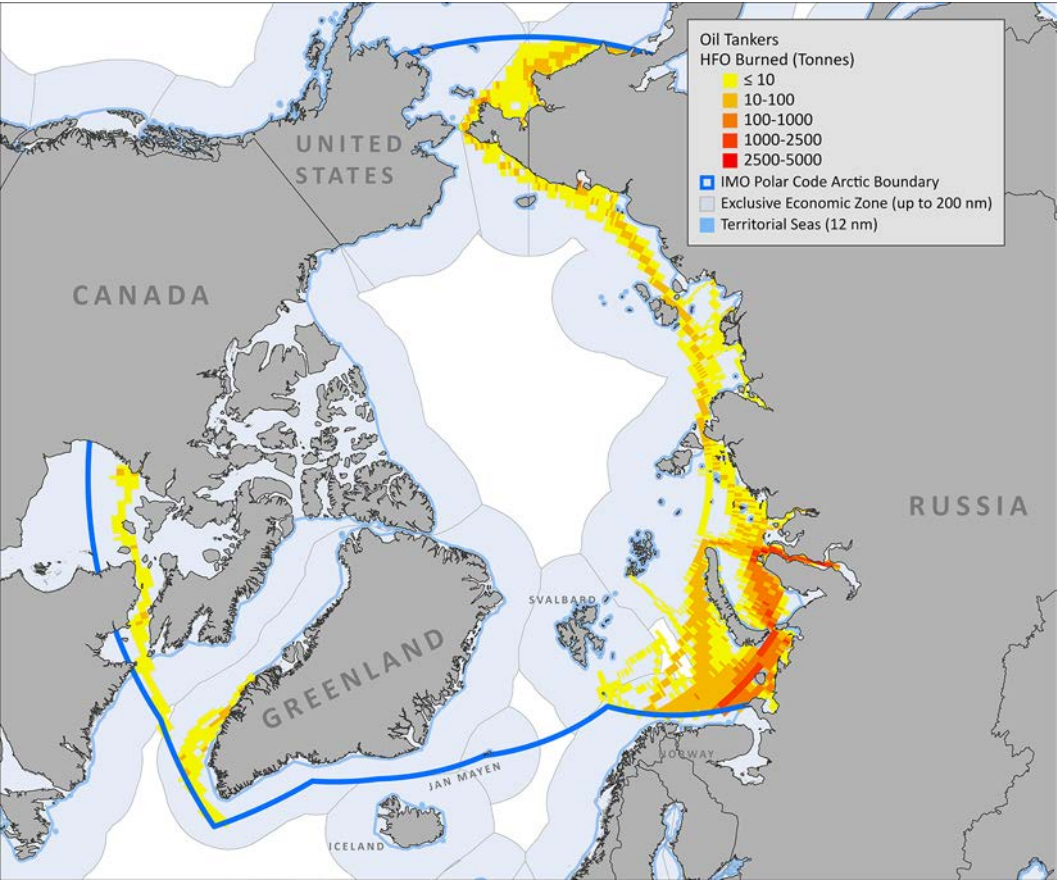 Oil Tankers
HFO Burned (Tonnes)
≤ 10
10-100
100-1000
1000-2500
2500-5000
IMO Polar Code Arctic Boundary
Exclusive Economic Zone (up to 200 nm)
Territorial Seas (12 nm)
UNITED
STATES
CANADA
RUSSIA
SVALBARD
GREENLAND
NORWAY
JAN MAYEN
ICELAND